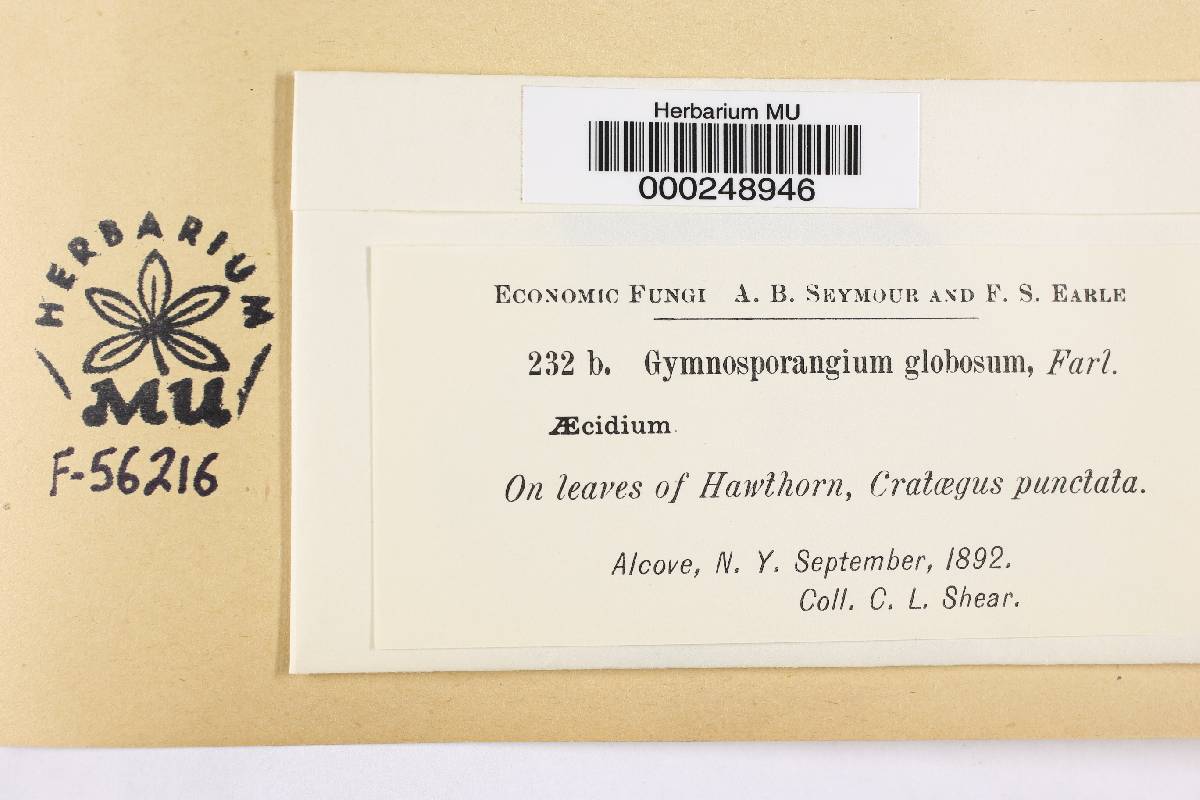 Herbarium MU
000248946
HERBARIUM
MU
F-56216
Economic Fungi A. B. Seymour and F. S. Earle
232 b. Gymnosporangium globosum, Farl.
Æcidium.
On leaves of Hawthorn, Cratægus punctata.
Alcove, N. Y. September, 1892.
Coll. C. L. Shear.